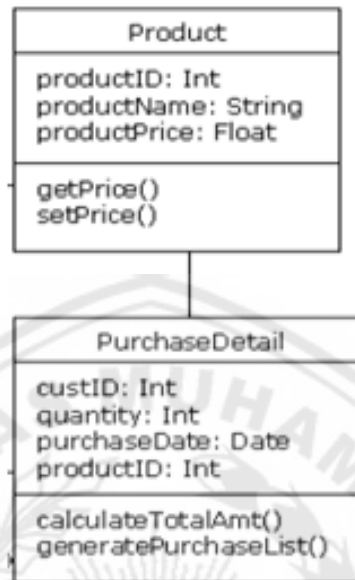 Product
productID: Int
productName: String
productPrice: Float
getPrice()
setPrice()
PurchaseDetail
custID: Int
quantity: Int
purchaseDate: Date
productID: Int
calculateTotalAmt()
generatePurchaseList()
MUHAM